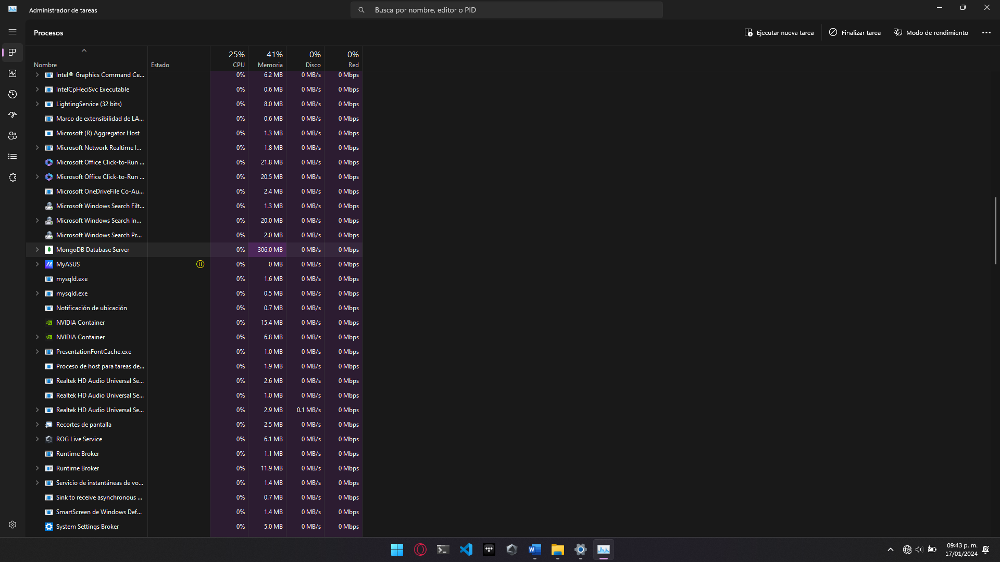 Administrador de tareas
Busca por nombre, editor o PID
Procesos
Ejecutar nueva tarea
Finalizar tarea
Modo de rendimiento
25% 41% 0% 0%
Nombre Estado CPU Memoria Disco Red
Intel® Graphics Command Ce... 0% 6.2 MB 0 MB/s 0 Mbps
IntelCpHeciSvc Executable 0% 0.6 MB 0 MB/s 0 Mbps
LightingService (32 bits) 0% 8.0 MB 0 MB/s 0 Mbps
Marco de extensibilidad de LA... 0% 0.6 MB 0 MB/s 0 Mbps
Microsoft (R) Aggregator Host 0% 1.3 MB 0 MB/s 0 Mbps
Microsoft Network Realtime I... 0% 1.8 MB 0 MB/s 0 Mbps
Microsoft Office Click-to-Run ... 0% 21.8 MB 0 MB/s 0 Mbps
Microsoft Office Click-to-Run ... 0% 20.5 MB 0 MB/s 0 Mbps
Microsoft OneDriveFile Co-Au... 0% 2.4 MB 0 MB/s 0 Mbps
Microsoft Windows Search Filt... 0% 1.3 MB 0 MB/s 0 Mbps
Microsoft Windows Search In... 0% 20.0 MB 0 MB/s 0 Mbps
Microsoft Windows Search Pr... 0% 2.0 MB 0 MB/s 0 Mbps
MongoDB Database Server 0% 306.0 MB 0 MB/s 0 Mbps
MyASUS 0% 0 MB 0 MB/s 0 Mbps
mysqld.exe 0% 1.6 MB 0 MB/s 0 Mbps
mysqld.exe 0% 0.5 MB 0 MB/s 0 Mbps
Notificación de ubicación 0% 0.7 MB 0 MB/s 0 Mbps
NVIDIA Container 0% 15.4 MB 0 MB/s 0 Mbps
NVIDIA Container 0% 6.8 MB 0 MB/s 0 Mbps
PresentationFontCache.exe 0% 1.0 MB 0 MB/s 0 Mbps
Proceso de host para tareas de... 0% 1.9 MB 0 MB/s 0 Mbps
Realtek HD Audio Universal Se... 0% 2.6 MB 0 MB/s 0 Mbps
Realtek HD Audio Universal Se... 0% 1.0 MB 0 MB/s 0 Mbps
Realtek HD Audio Universal Se... 0% 2.9 MB 0.1 MB/s 0 Mbps
Recortes de pantalla 0% 2.5 MB 0 MB/s 0 Mbps
ROG Live Service 0% 6.1 MB 0 MB/s 0 Mbps
Runtime Broker 0% 1.1 MB 0 MB/s 0 Mbps
Runtime Broker 0% 11.9 MB 0 MB/s 0 Mbps
Servicio de instantáneas de vo... 0% 1.4 MB 0 MB/s 0 Mbps
Sink to receive asynchronous ... 0% 0.7 MB 0 MB/s 0 Mbps
SmartScreen de Windows Def... 0% 1.4 MB 0 MB/s 0 Mbps
System Settings Broker 0% 5.0 MB 0 MB/s 0 Mbps
09:43 p. m.
17/01/2024